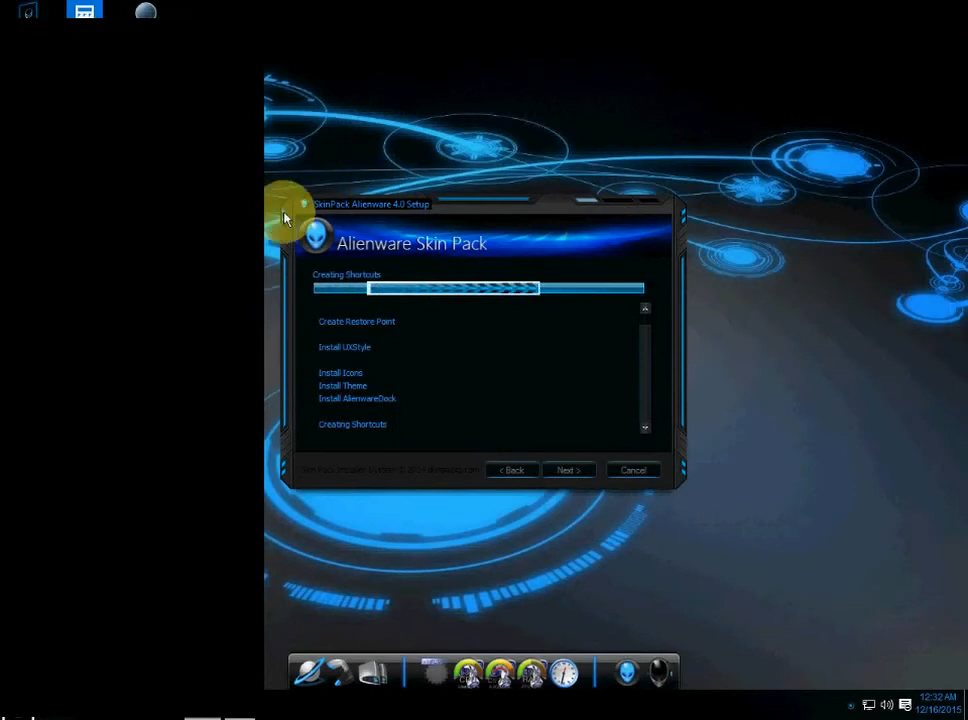 SkinPack Alienware 4.0 Setup
Alienware Skin Pack
Creating Shortcuts
Create Restore Point
Install UXStyle
Install Icons
Install Theme
Install AlienwareDock
Creating Shortcuts
< Back
Next >
Cancel
12:32 AM
12/16/2015